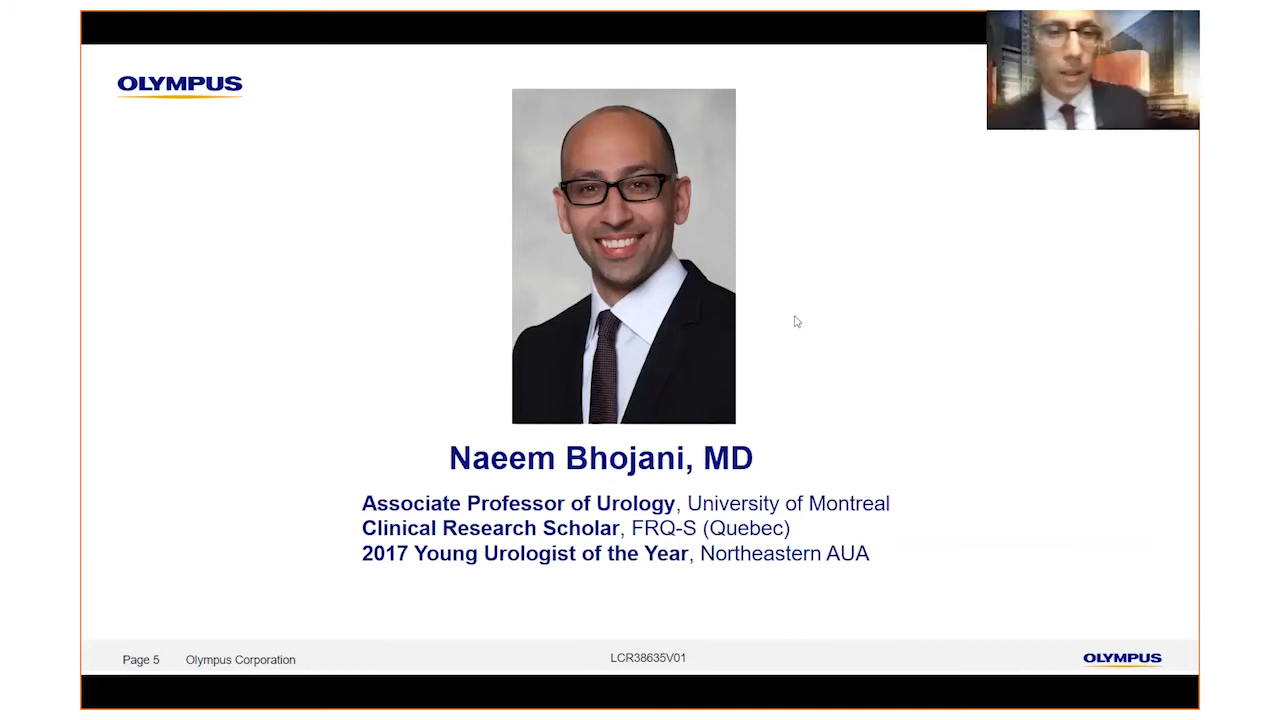 OLYMPUS
Naeem Bhojani, MD
Associate Professor of Urology, University of Montreal
Clinical Research Scholar, FRQ-S (Quebec)
2017 Young Urologist of the Year, Northeastern AUA
Page 5 Olympus Corporation LCR38635V01 OLYMPUS